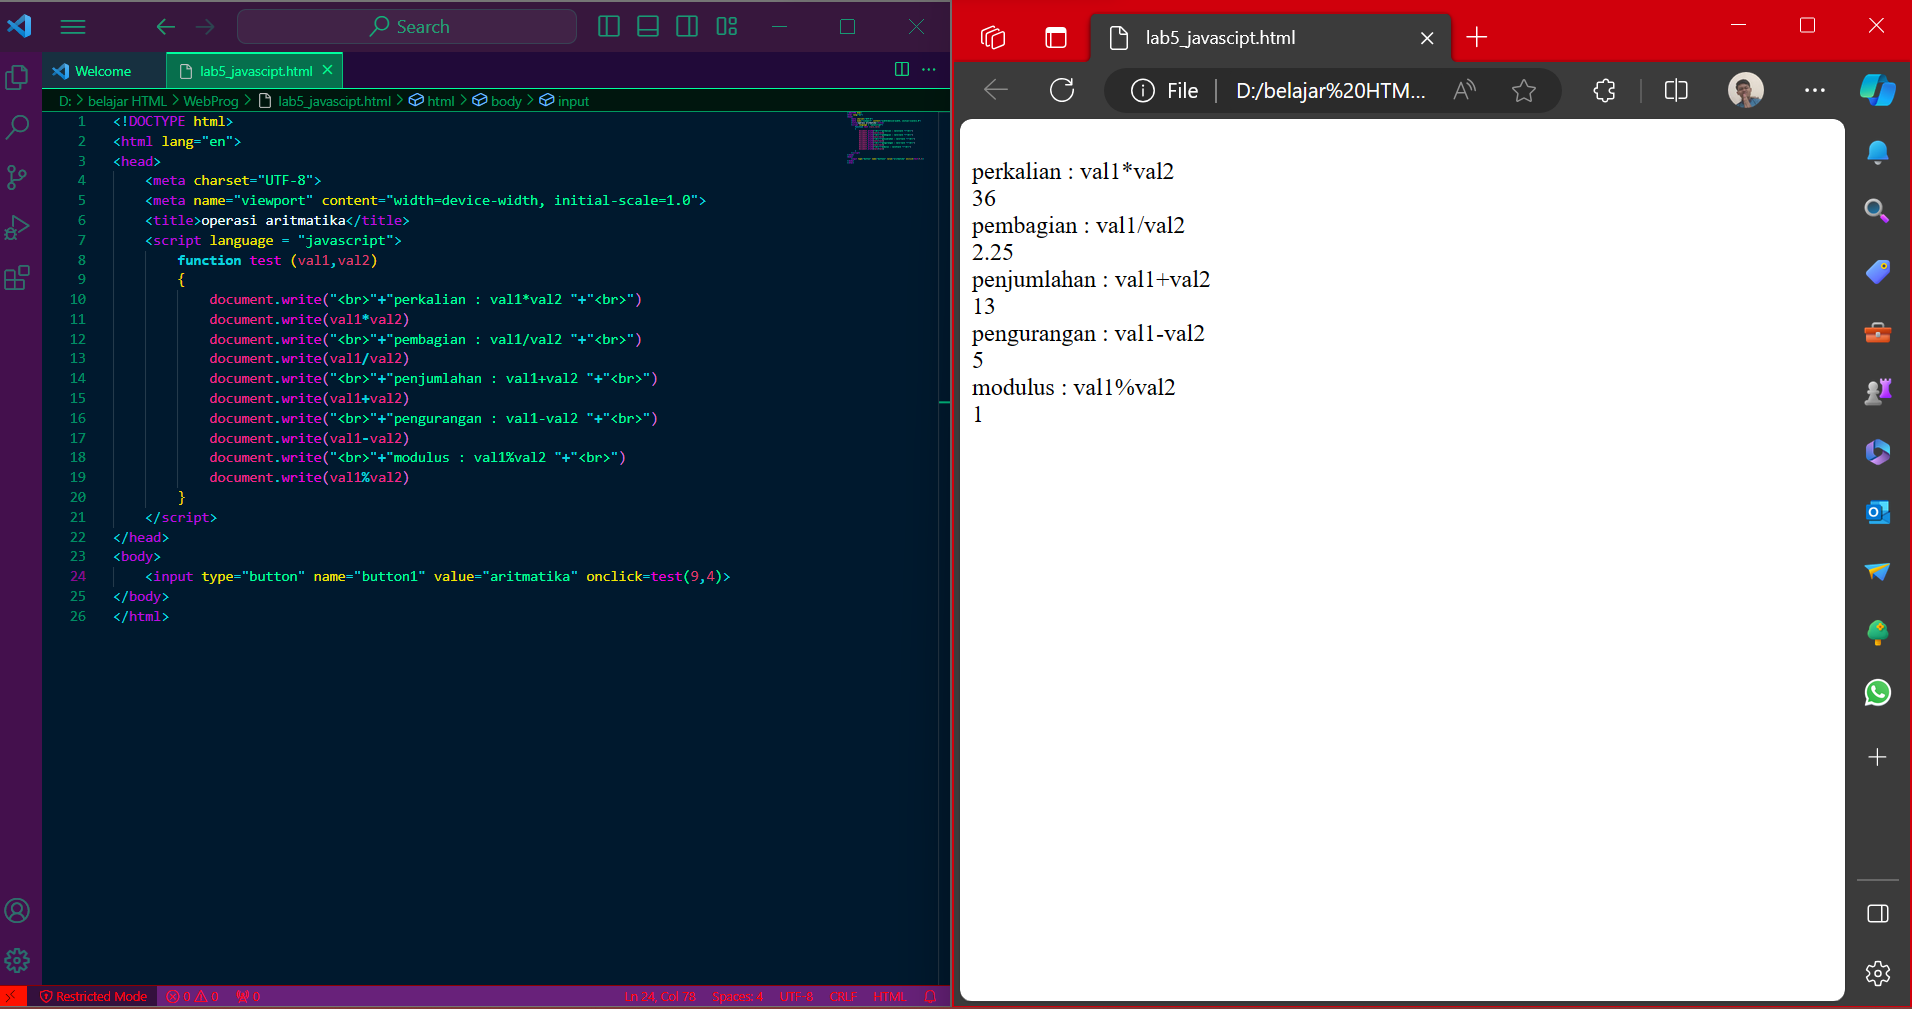 Search
Welcome
lab5_javascipt.html
D: > belajar HTML > WebProg > lab5_javascipt.html > html > body > input
1 <!DOCTYPE html>
2 <html lang="en">
3 <head>
4 <meta charset="UTF-8">
5 <meta name="viewport" content="width=device-width, initial-scale=1.0">
6 <title>operasi aritmatika</title>
7 <script language = "javascript">
8 function test (val1,val2)
9 {
10 document.write("<br>"+"perkalian : val1*val2 "+"<br>")
11 document.write(val1*val2)
12 document.write("<br>"+"pembagian : val1/val2 "+"<br>")
13 document.write(val1/val2)
14 document.write("<br>"+"penjumlahan : val1+val2 "+"<br>")
15 document.write(val1+val2)
16 document.write("<br>"+"pengurangan : val1-val2 "+"<br>")
17 document.write(val1-val2)
18 document.write("<br>"+"modulus : val1%val2 "+"<br>")
19 document.write(val1%val2)
20 }
21 </script>
22 </head>
23 <body>
24 <input type="button" name="button1" value="aritmatika" onclick=test(9,4)>
25 </body>
26 </html>
Restricted Mode 0 0 0 Ln 24, Col 78 Spaces: 4 UTF-8 CRLF HTML
lab5_javascipt.html
File | D:/belajar%20HTM...
perkalian : val1*val2
36
pembagian : val1/val2
2.25
penjumlahan : val1+val2
13
pengurangan : val1-val2
5
modulus : val1%val2
1